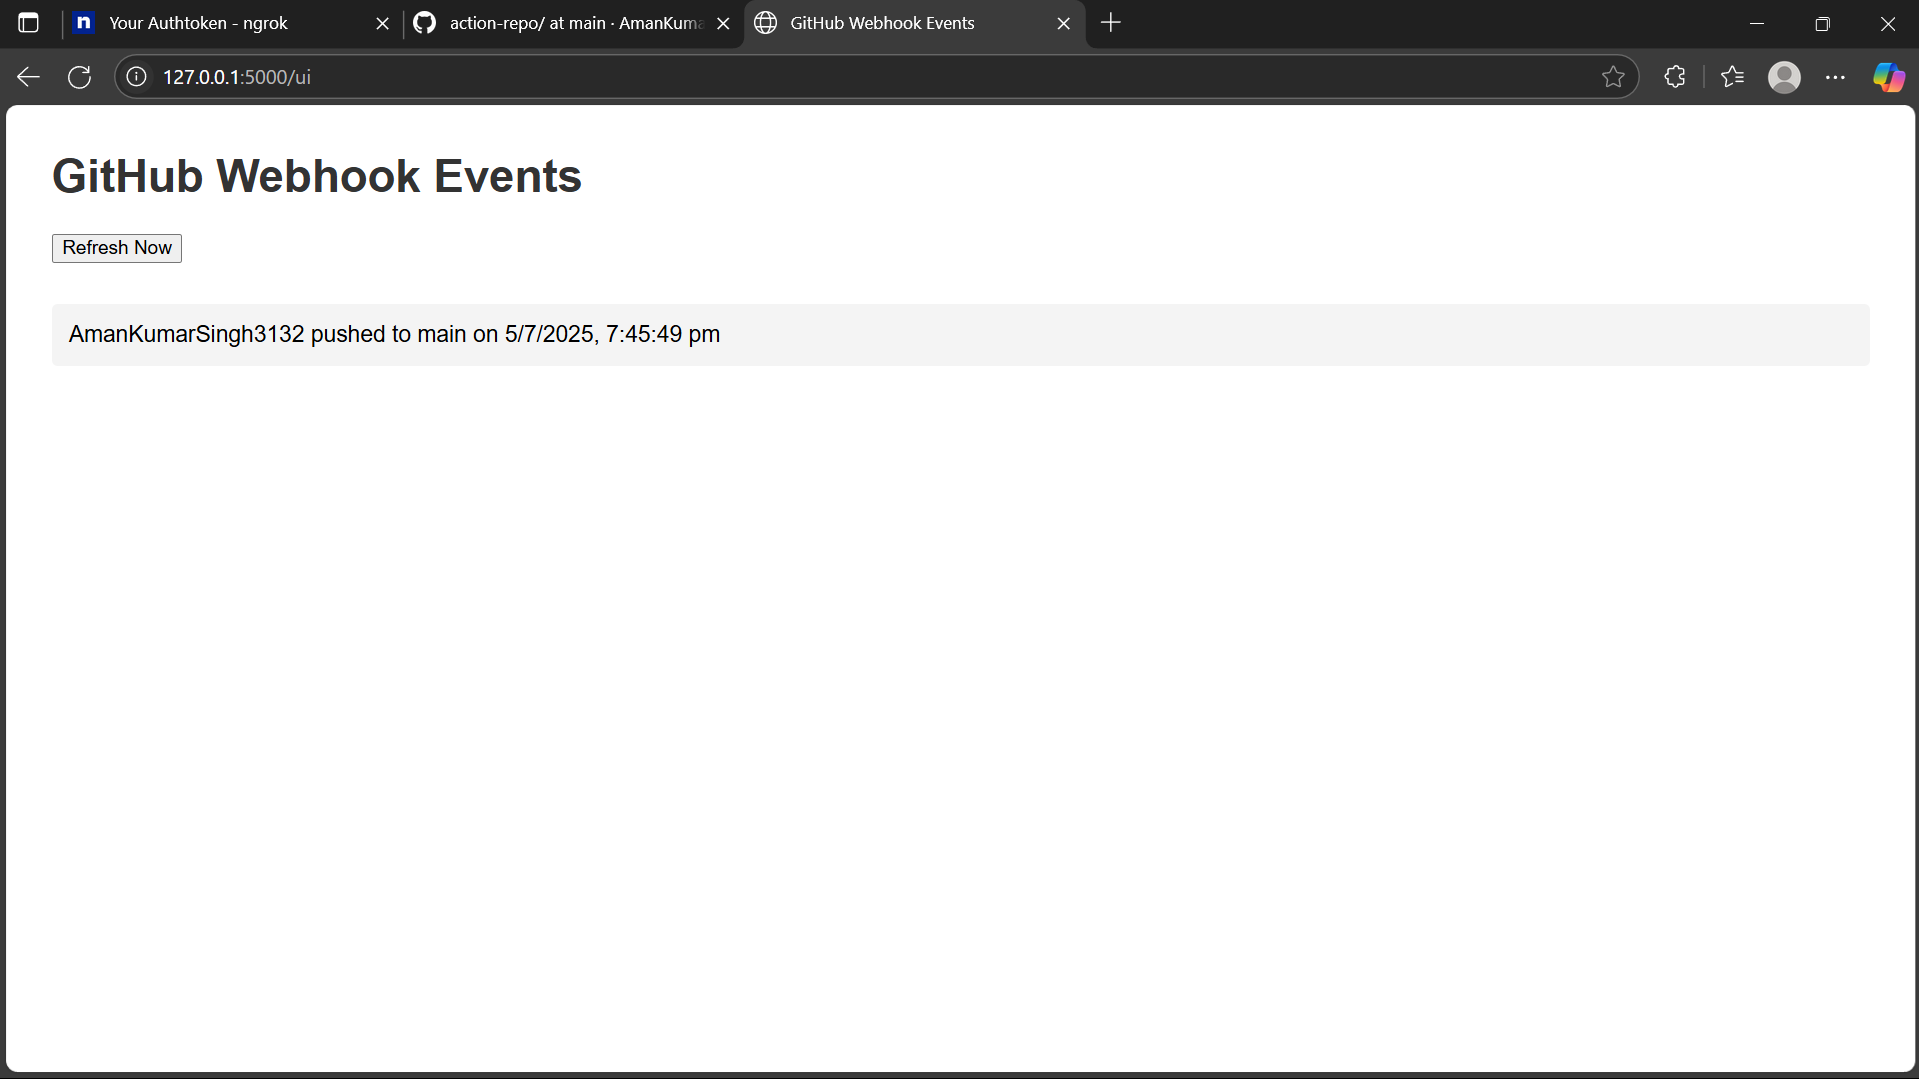 Your Authtoken - ngrok
action-repo/ at main · AmanKuma
GitHub Webhook Events
127.0.0.1:5000/ui
GitHub Webhook Events
Refresh Now
AmanKumarSingh3132 pushed to main on 5/7/2025, 7:45:49 pm